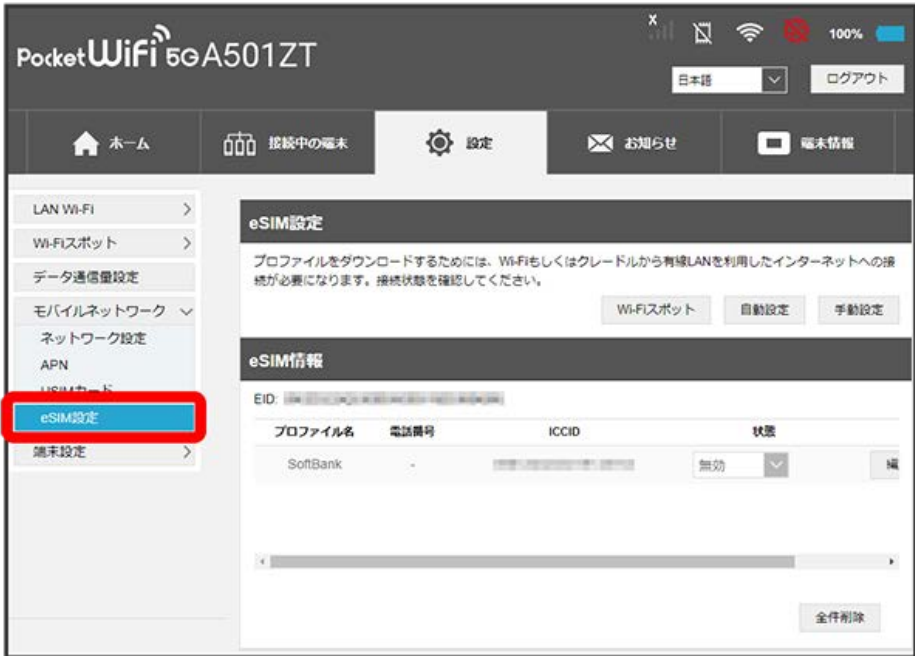 PocketWiFi 5G A501ZT
100%
日本語
ログアウト
ホーム
接続中の端末
設定
お知らせ
端末情報
LAN Wi-Fi
Wi-Fiスポット
データ通信量設定
モバイルネットワーク
ネットワーク設定
APN
USIMカード
eSIM設定
端末設定
eSIM設定
プロファイルをダウンロードするためには、Wi-Fiもしくはクレードルから有線LANを利用したインターネットへの接
続が必要になります。接続状態を確認してください。
Wi-Fiスポット 自動設定 手動設定
eSIM情報
EID:
プロファイル名 電話番号 ICCID 状態
SoftBank - 無効 編
全件削除